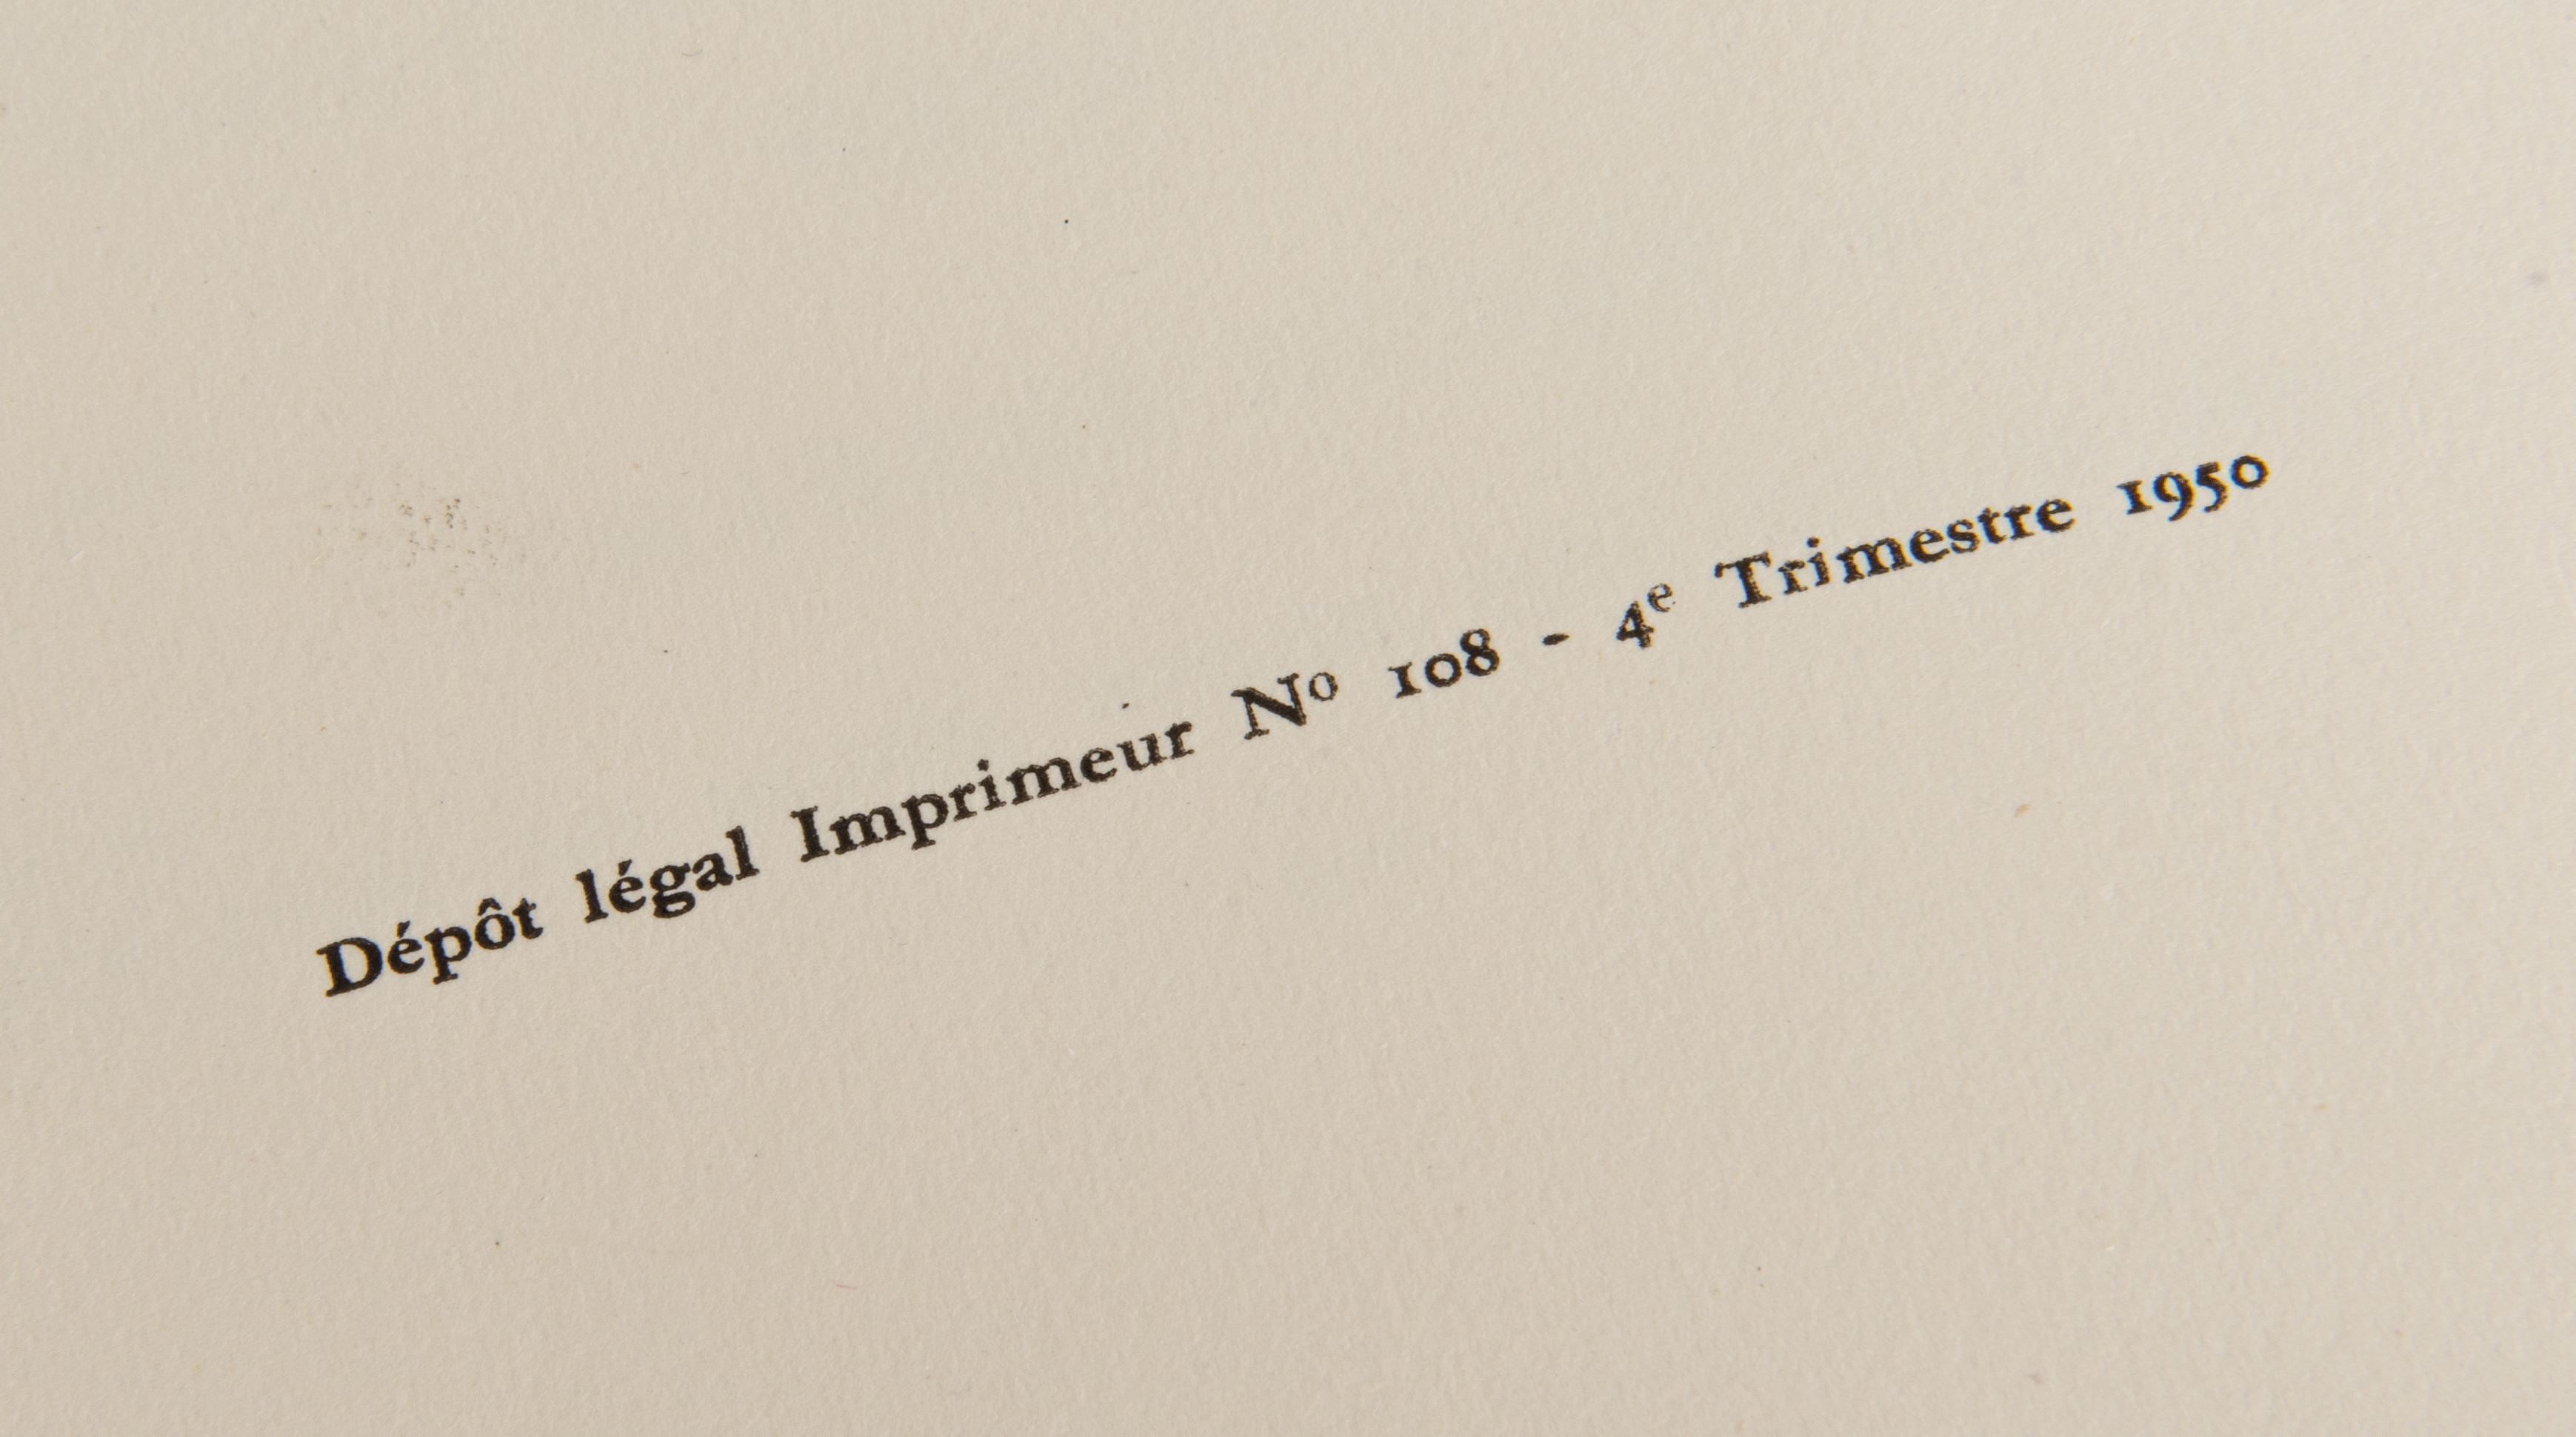 Dépôt légal Imprimeur Nº 108 - 4ᵉ Trimestre 1950